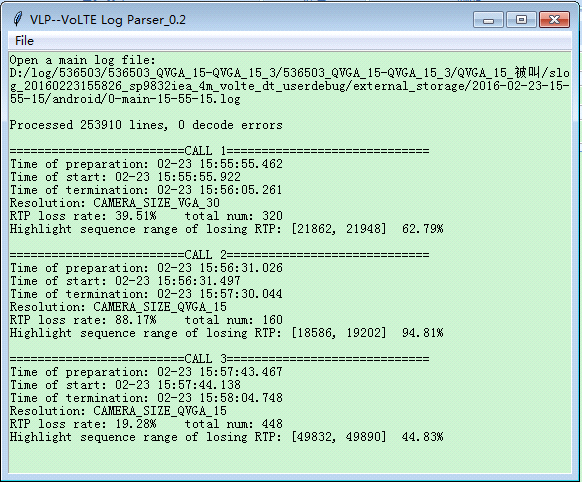 VLP--VoLTE Log Parser_0.2
File
Open a main log file:
D:/log/536503/536503_QVGA_15-QVGA_15_3/536503_QVGA_15-QVGA_15_3/QVGA_15_被叫/slo
g_20160223155826_sp9832iea_4m_volte_dt_userdebug/external_storage/2016-02-23-15-
55-15/android/0-main-15-55-15.log
Processed 253910 lines, 0 decode errors
=========================CALL 1=============================
Time of preparation: 02-23 15:55:55.462
Time of start: 02-23 15:55:55.922
Time of termination: 02-23 15:56:05.261
Resolution: CAMERA_SIZE_VGA_30
RTP loss rate: 39.51%    total num: 320
Highlight sequence range of losing RTP: [21862, 21948]  62.79%
=========================CALL 2=============================
Time of preparation: 02-23 15:56:31.026
Time of start: 02-23 15:56:31.497
Time of termination: 02-23 15:57:30.044
Resolution: CAMERA_SIZE_QVGA_15
RTP loss rate: 88.17%    total num: 160
Highlight sequence range of losing RTP: [18586, 19202]  94.81%
=========================CALL 3=============================
Time of preparation: 02-23 15:57:43.467
Time of start: 02-23 15:57:44.138
Time of termination: 02-23 15:58:04.748
Resolution: CAMERA_SIZE_QVGA_15
RTP loss rate: 19.28%    total num: 448
Highlight sequence range of losing RTP: [49832, 49890]  44.83%